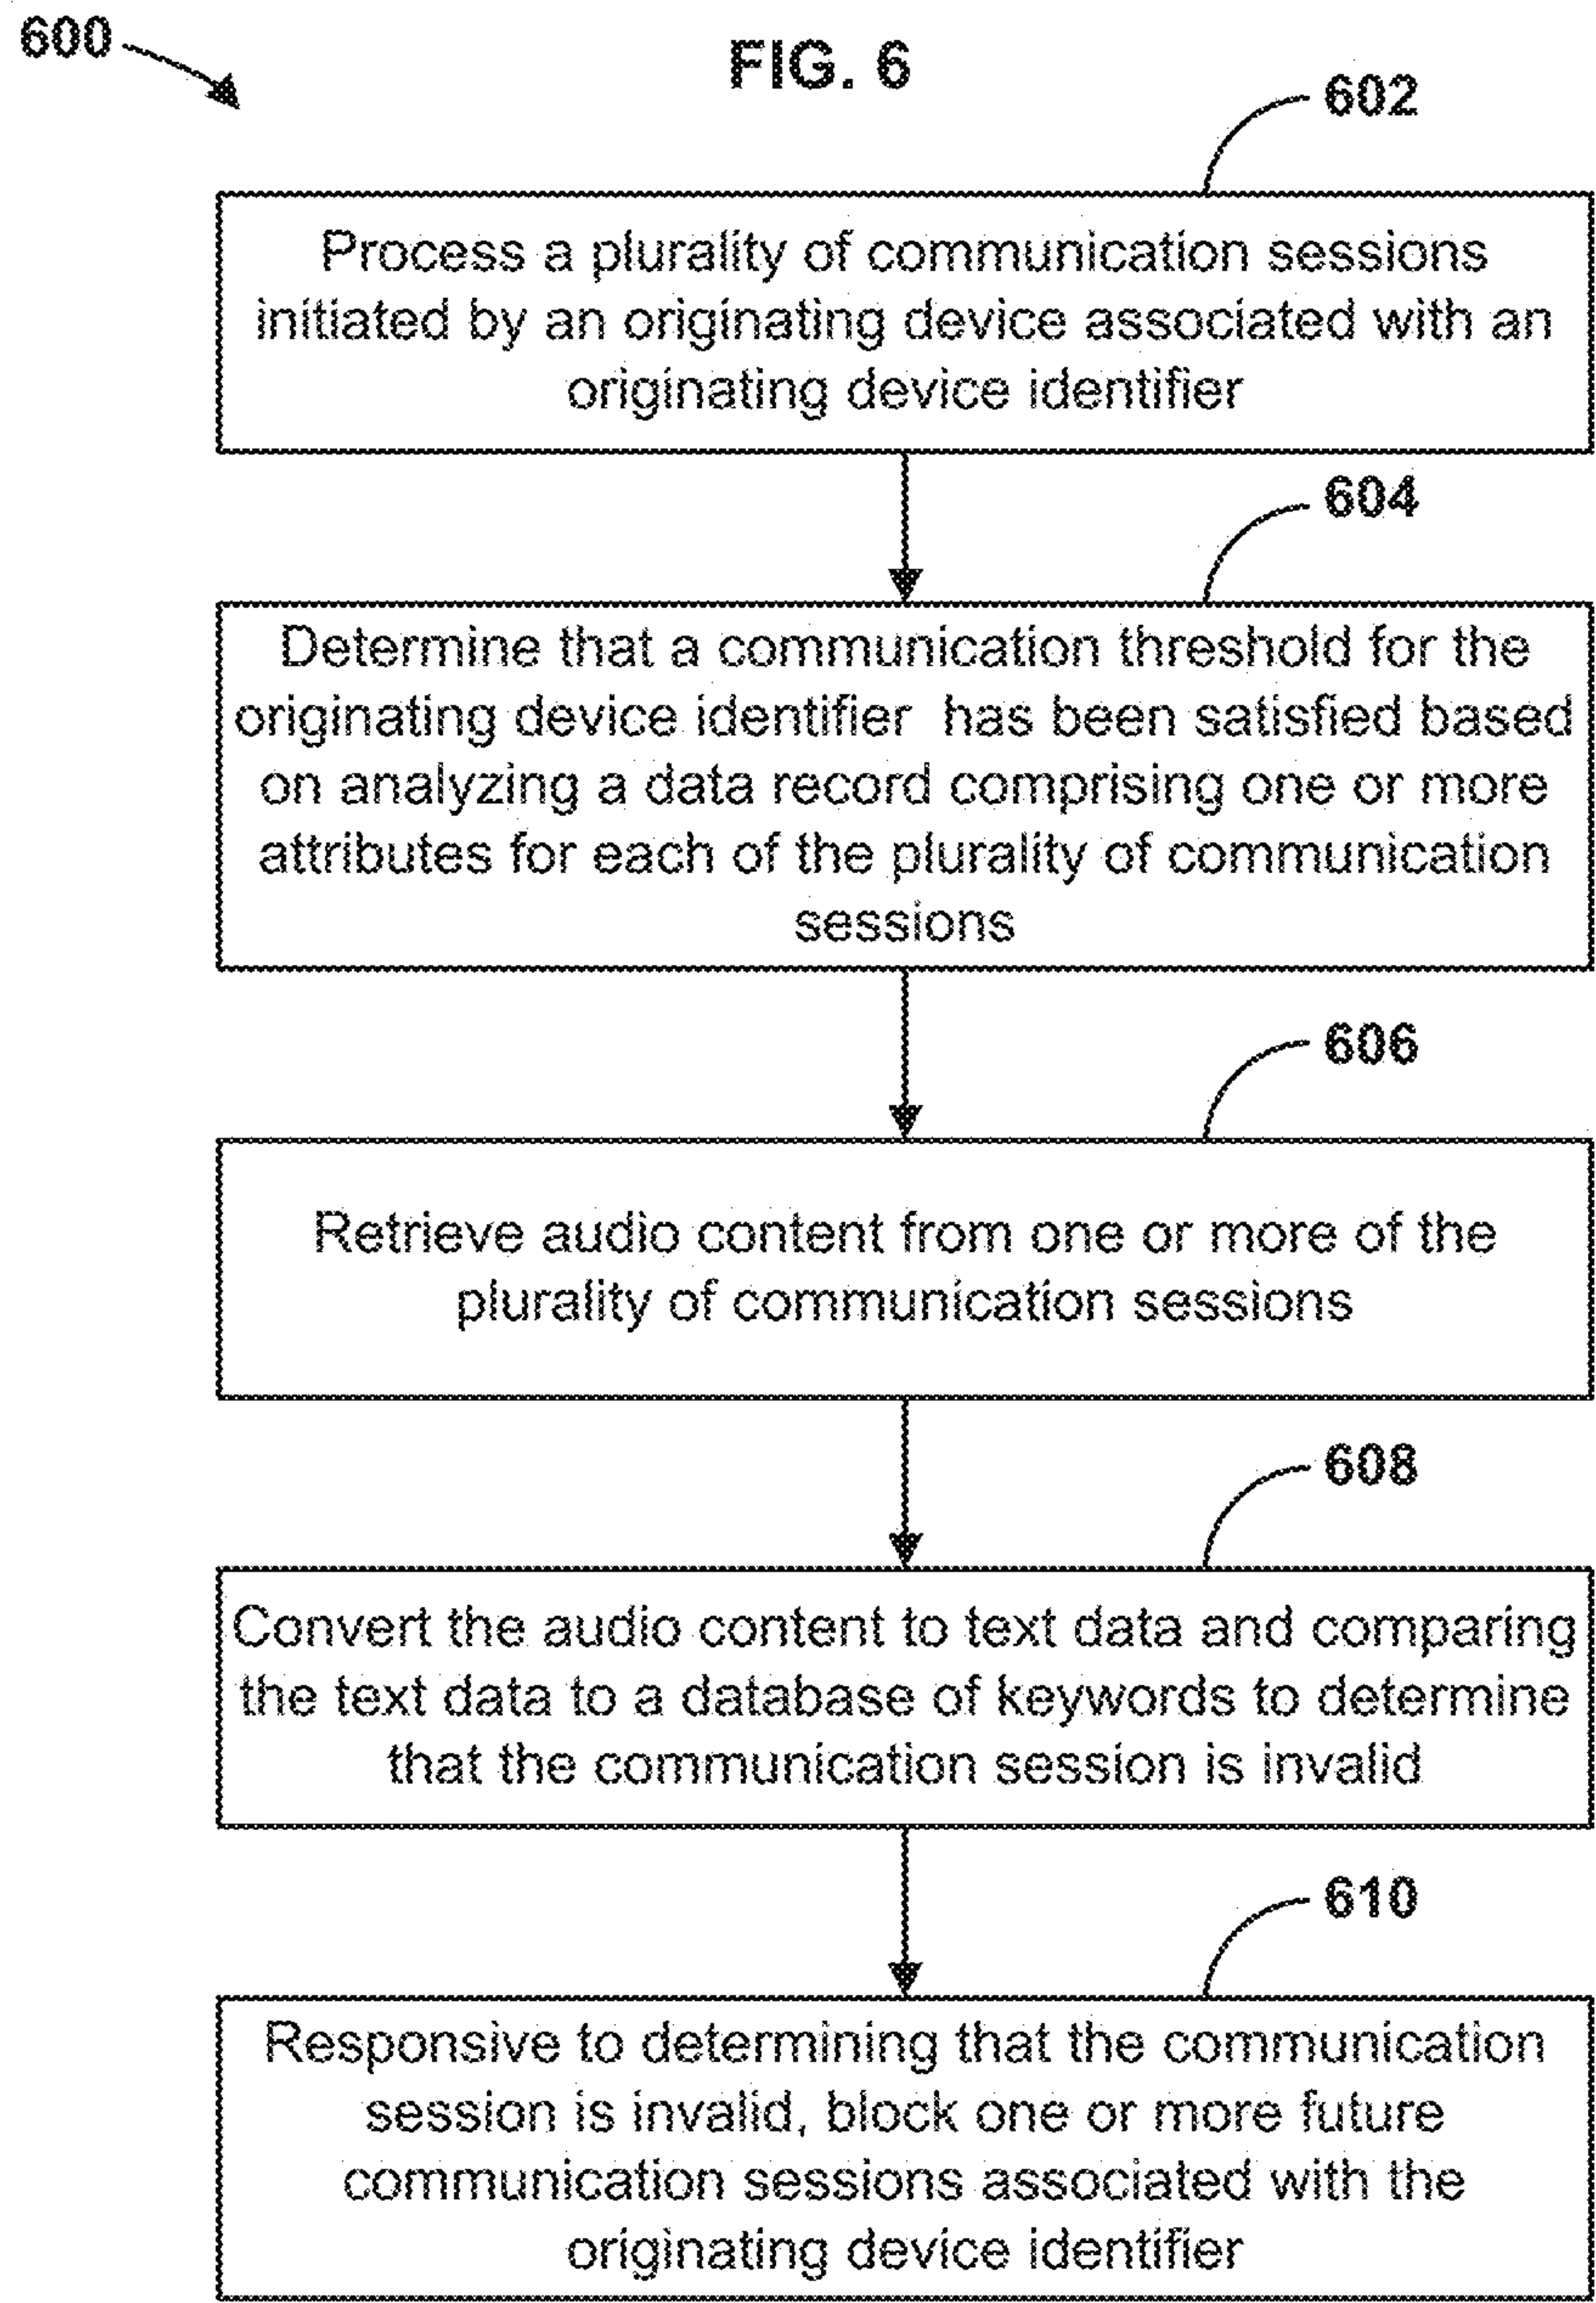 600
FIG. 6
602
Process a plurality of communication sessions
initiated by an originating device associated with an
originating device identifier
604
Determine that a communication threshold for the
originating device identifier has been satisfied based
on analyzing a data record comprising one or more
attributes for each of the plurality of communication
sessions
606
Retrieve audio content from one or more of the
plurality of communication sessions
608
Convert the audio content to text data and comparing
the text data to a database of keywords to determine
that the communication session is invalid
610
Responsive to determining that the communication
session is invalid, block one or more future
communication sessions associated with the
originating device identifier